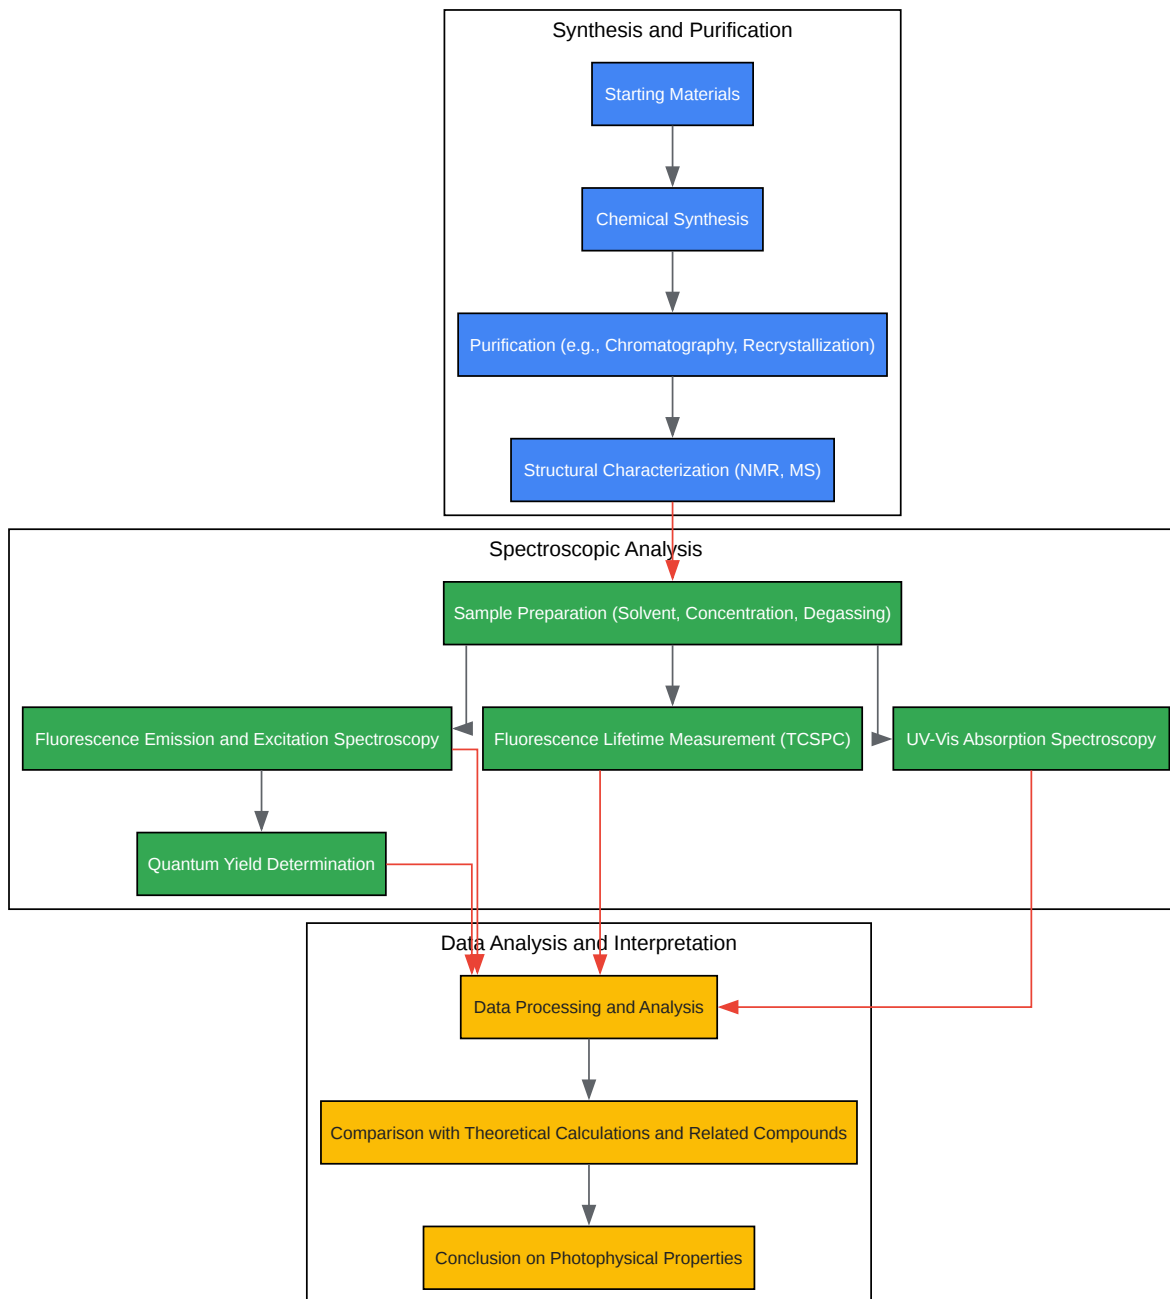 Synthesis and Purification
Starting Materials
Chemical Synthesis
Purification (e.g., Chromatography, Recrystallization)
Structural Characterization (NMR, MS)
Spectroscopic Analysis
Sample Preparation (Solvent, Concentration, Degassing)
Fluorescence Emission and Excitation Spectroscopy
Fluorescence Lifetime Measurement (TCSPC)
UV-Vis Absorption Spectroscopy
Quantum Yield Determination
Data Analysis and Interpretation
Data Processing and Analysis
Comparison with Theoretical Calculations and Related Compounds
Conclusion on Photophysical Properties